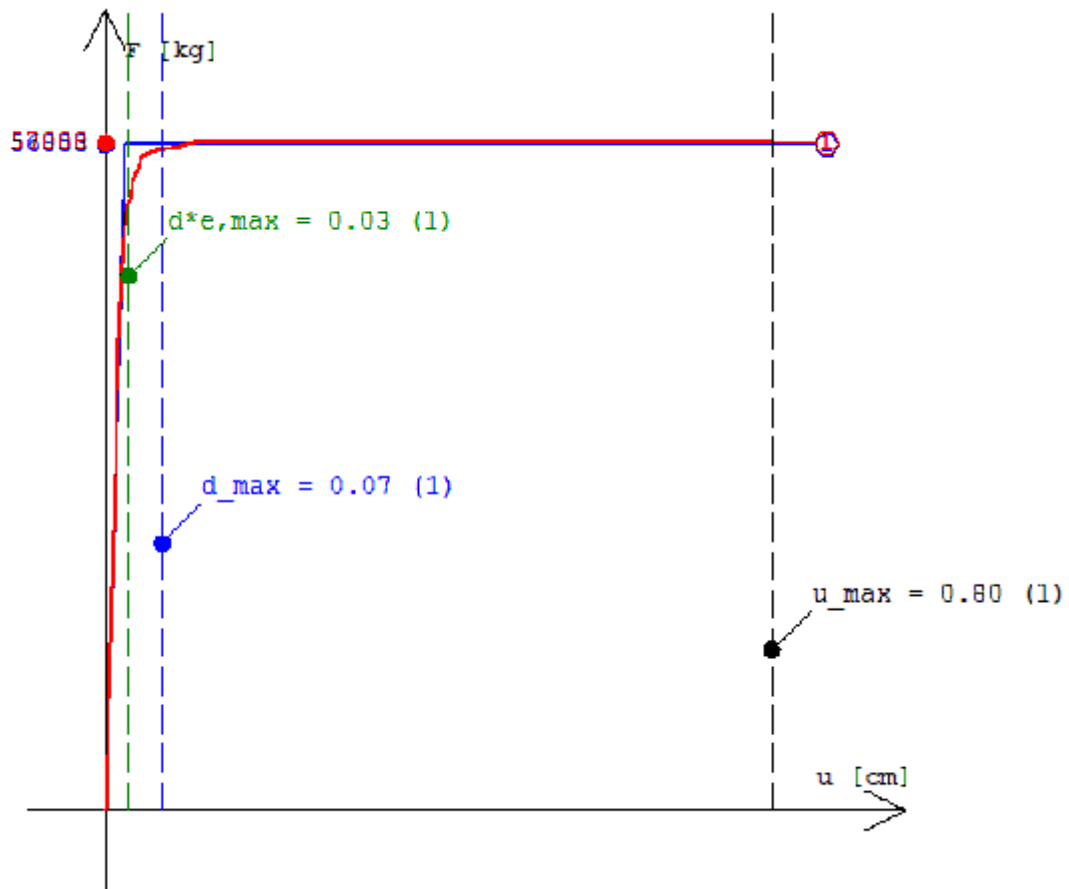 F [kg]
1
d*e,max = 0.03 (1)
d_max = 0.07 (1)
u_max = 0.80 (1)
u [cm]